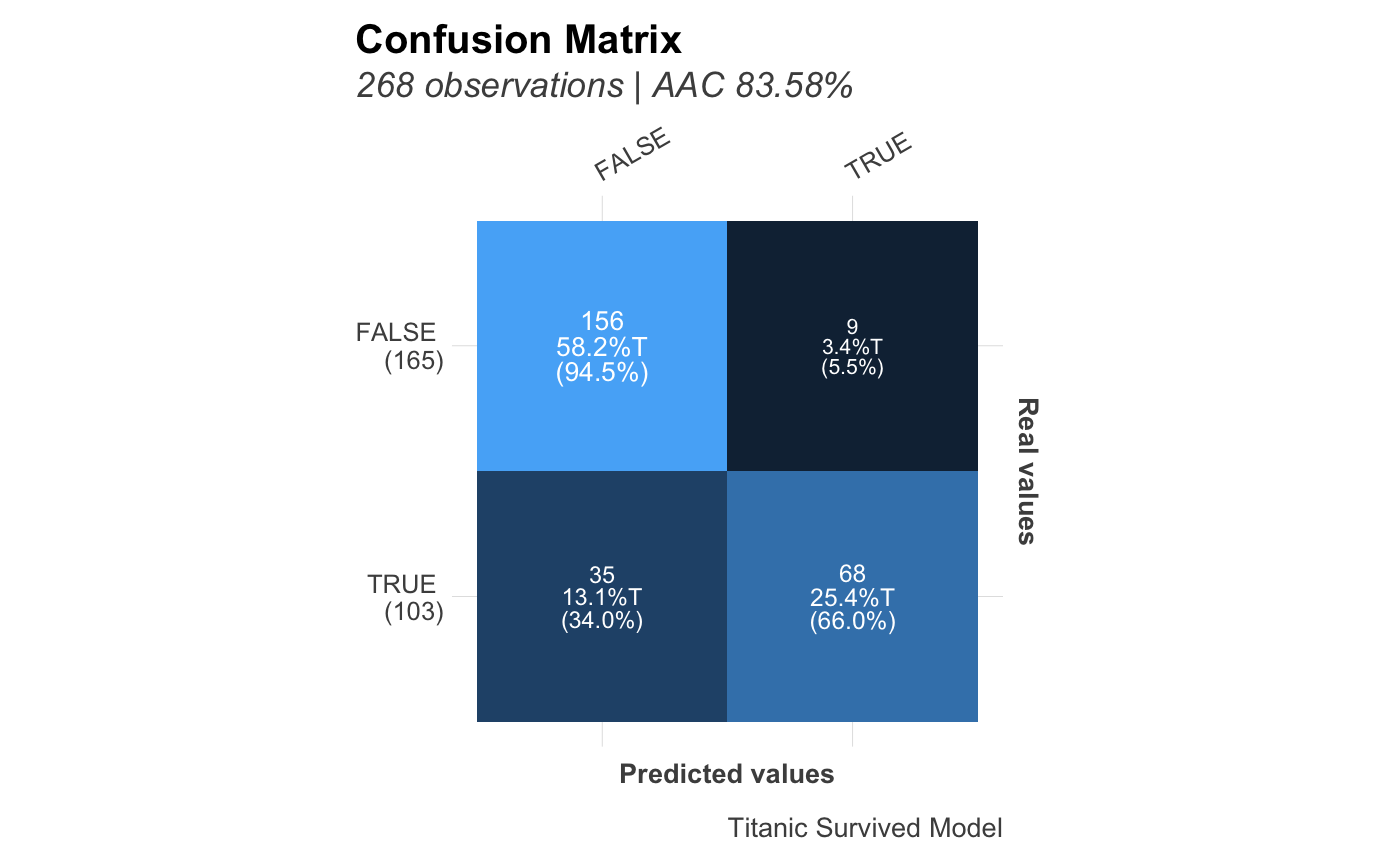 Confusion Matrix
268 observations | AAC 83.58%
FALSE
TRUE
FALSE
(165)
156
58.2%T
(94.5%)
9
3.4%T
(5.5%)
Real values
TRUE
(103)
35
13.1%T
(34.0%)
68
25.4%T
(66.0%)
Predicted values
Titanic Survived Model